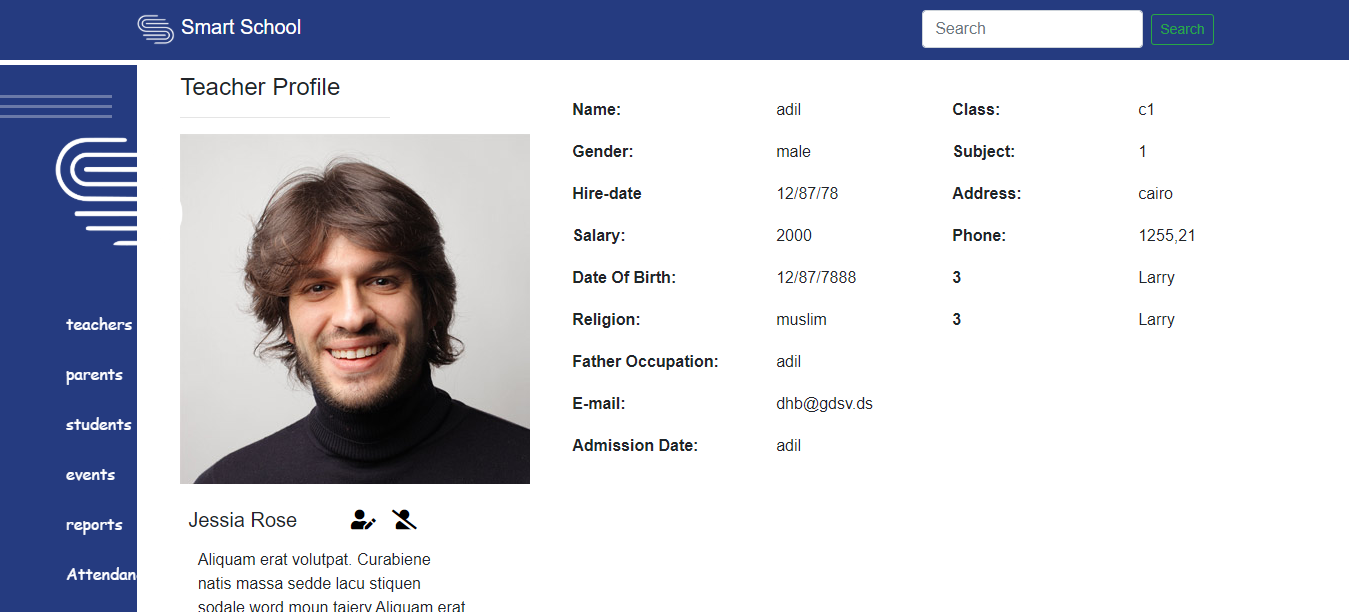 Smart School
Search
Search
teachers
parents
students
events
reports
Attendan
Teacher Profile
Jessia Rose
Aliquam erat volutpat. Curabiene
natis massa sedde lacu stiquen
sodale word moun taiery.Aliquam erat
Name: adil Class: c1
Gender: male Subject: 1
Hire-date 12/87/78 Address: cairo
Salary: 2000 Phone: 1255,21
Date Of Birth: 12/87/7888 3 Larry
Religion: muslim 3 Larry
Father Occupation: adil
E-mail: dhb@gdsv.ds
Admission Date: adil